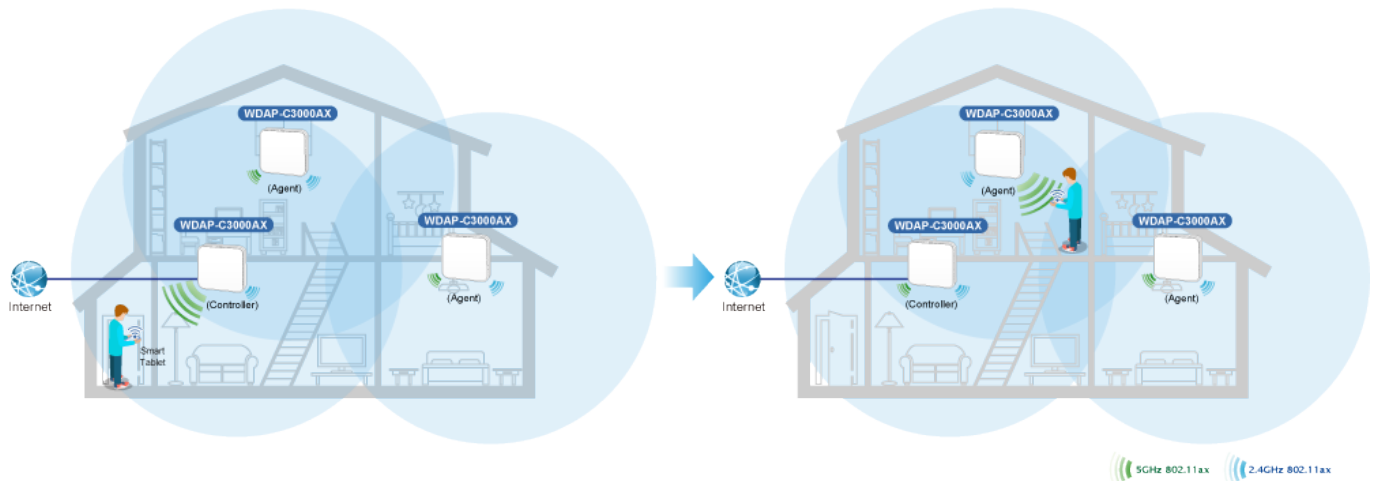 WDAP-C3000AX
(Agent)
WDAP-C3000AX
WDAP-C3000AX
(Controller)
(Agent)
Internet
Smart
Tablet
WDAP-C3000AX
(Agent)
WDAP-C3000AX
WDAP-C3000AX
(Controller)
(Agent)
Internet
5GHz 802.11ax
2.4GHz 802.11ax